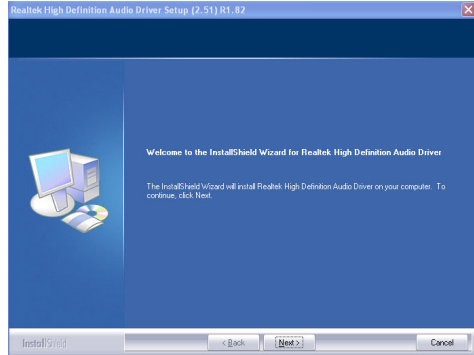 Realtek High Definition Audio Driver Setup (2.51) R1.82
Welcome to the InstallShield Wizard for Realtek High Definition Audio Driver
The InstallShield Wizard will install Realtek High Definition Audio Driver on your computer. To
continue, click Next.
InstallShield
< Back
Next >
Cancel